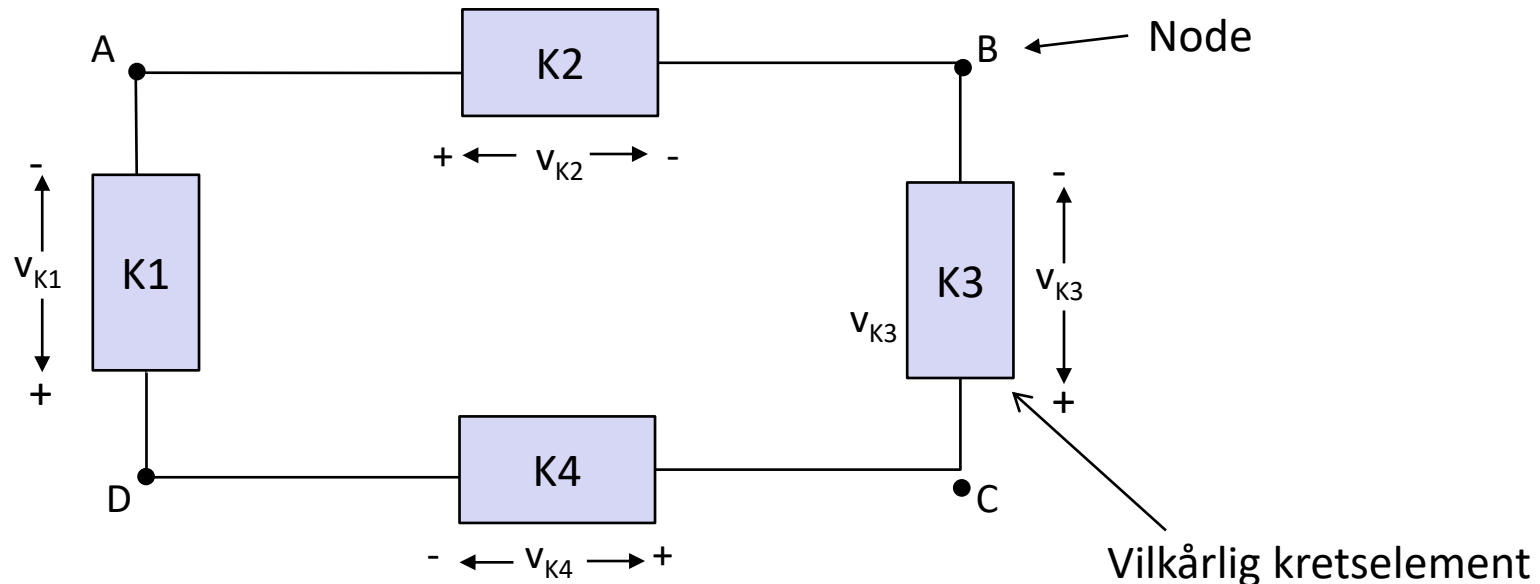 Node
A
K2
B
+ v_K2 -
-
-
K1
v_K1
K3
v_K3
v_K3
+
+
K4
D
C
- v_K4 +
Vilkårlig kretselement